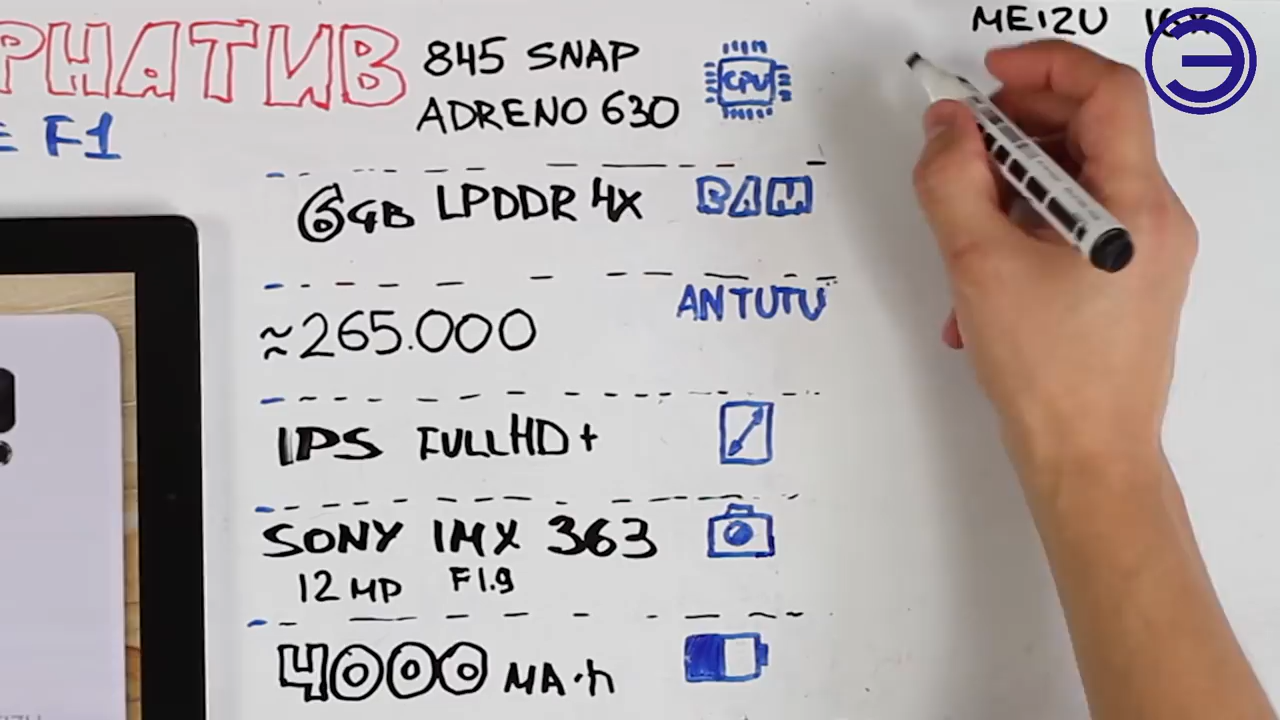 РНАТИВ
F1
845 SNAP
ADRENO 630
CPU
MEIZU 16X
Э
6GB LPDDR 4X
RAM
≈265.000
ANTUTU
IPS FULLHD+
SONY IMX 363
12 MP F1.9
4000 MA·h